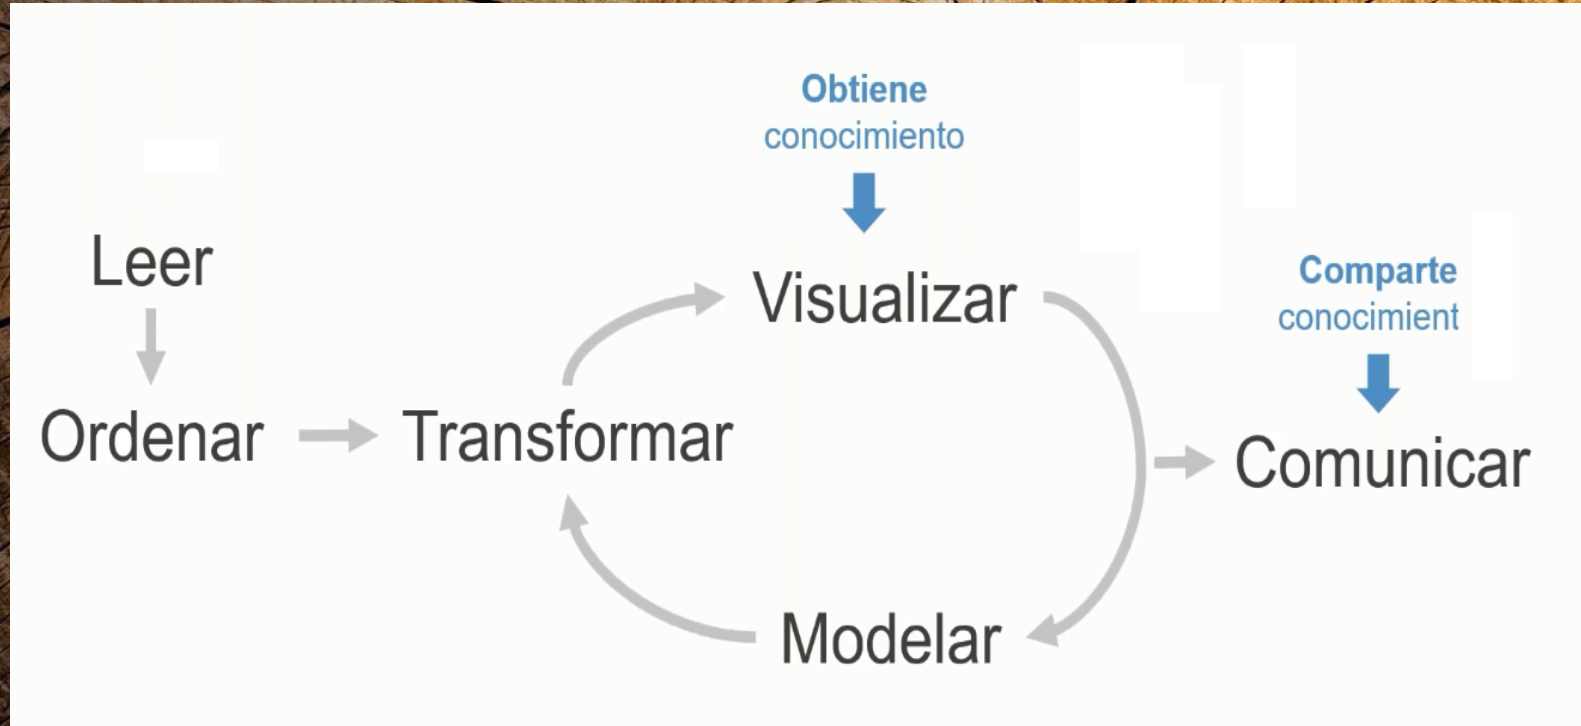 Obtiene
conocimiento
Leer
Visualizar
Comparte
conocimient
Ordenar
Transformar
Comunicar
Modelar